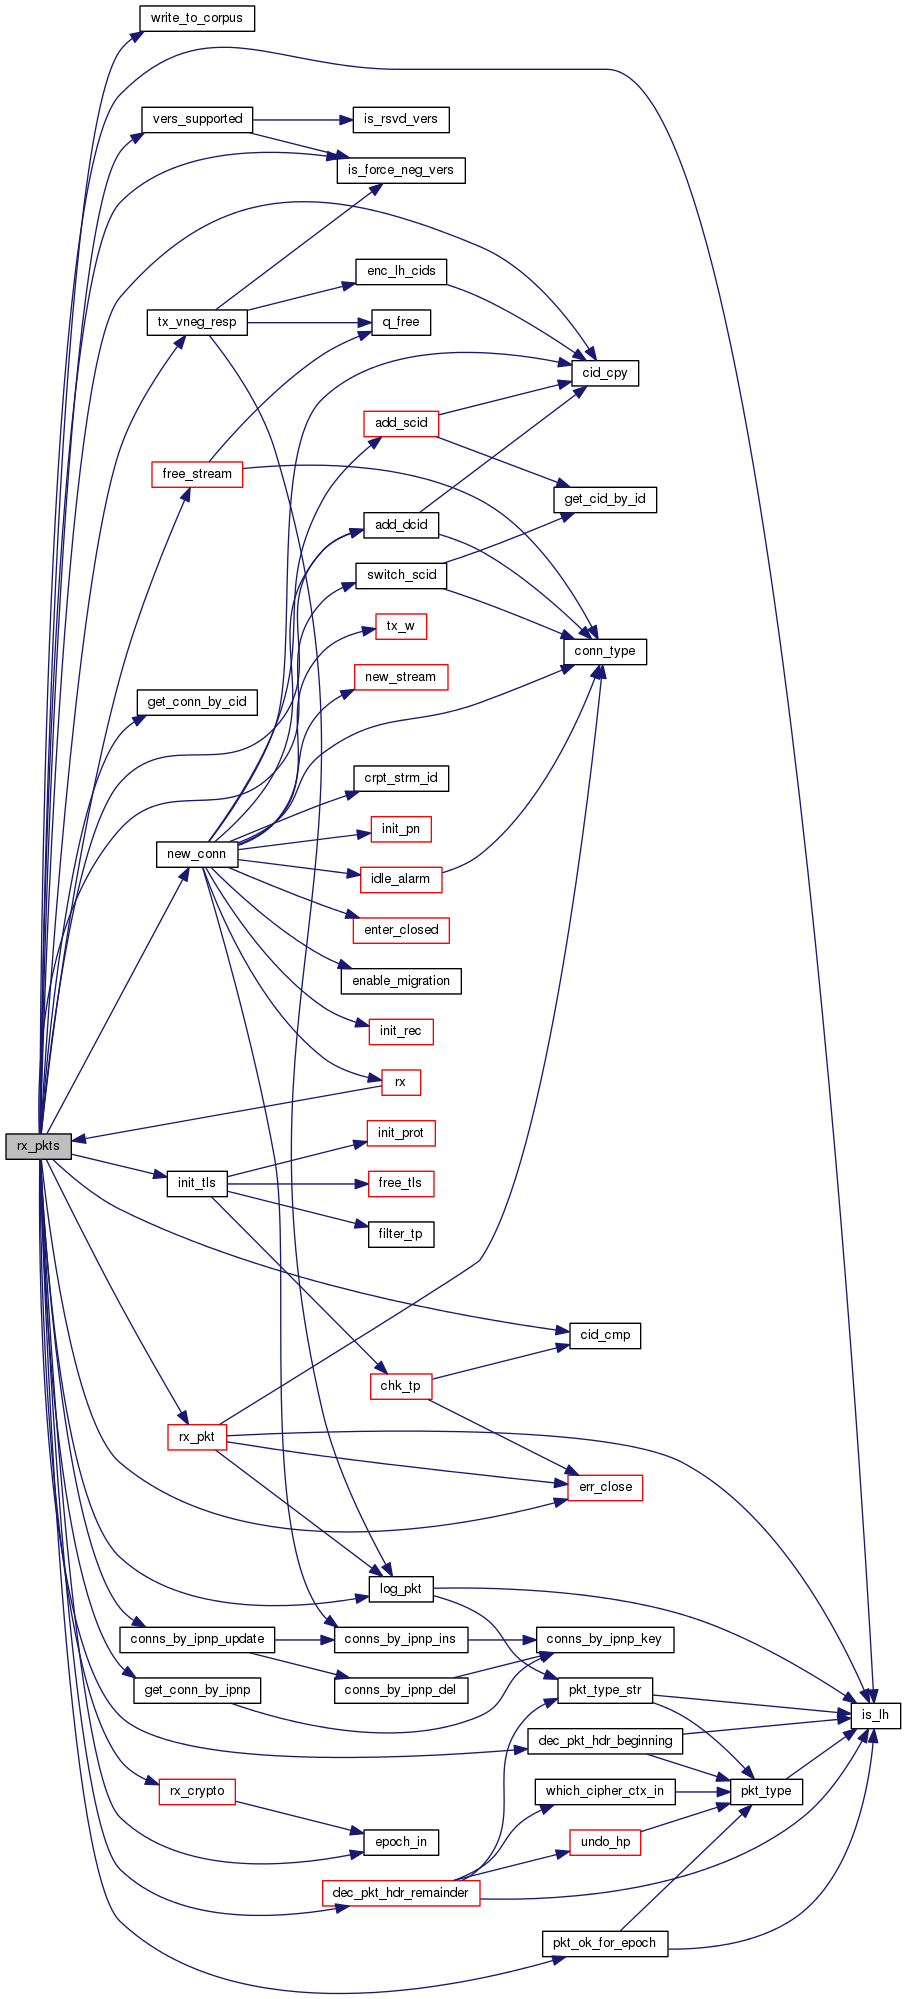 write_to_corpus
vers_supported
is_rsvd_vers
is_force_neg_vers
enc_lh_cids
tx_vneg_resp
q_free
cid_cpy
add_scid
free_stream
get_cid_by_id
add_dcid
switch_scid
tx_w
conn_type
new_stream
get_conn_by_cid
crpt_strm_id
init_pn
new_conn
idle_alarm
enter_closed
enable_migration
init_rec
rx
init_prot
rx_pkts
init_tls
free_tls
filter_tp
cid_cmp
chk_tp
rx_pkt
err_close
log_pkt
conns_by_ipnp_update
conns_by_ipnp_ins
conns_by_ipnp_key
get_conn_by_ipnp
conns_by_ipnp_del
pkt_type_str
is_lh
dec_pkt_hdr_beginning
rx_crypto
which_cipher_ctx_in
pkt_type
epoch_in
undo_hp
dec_pkt_hdr_remainder
pkt_ok_for_epoch